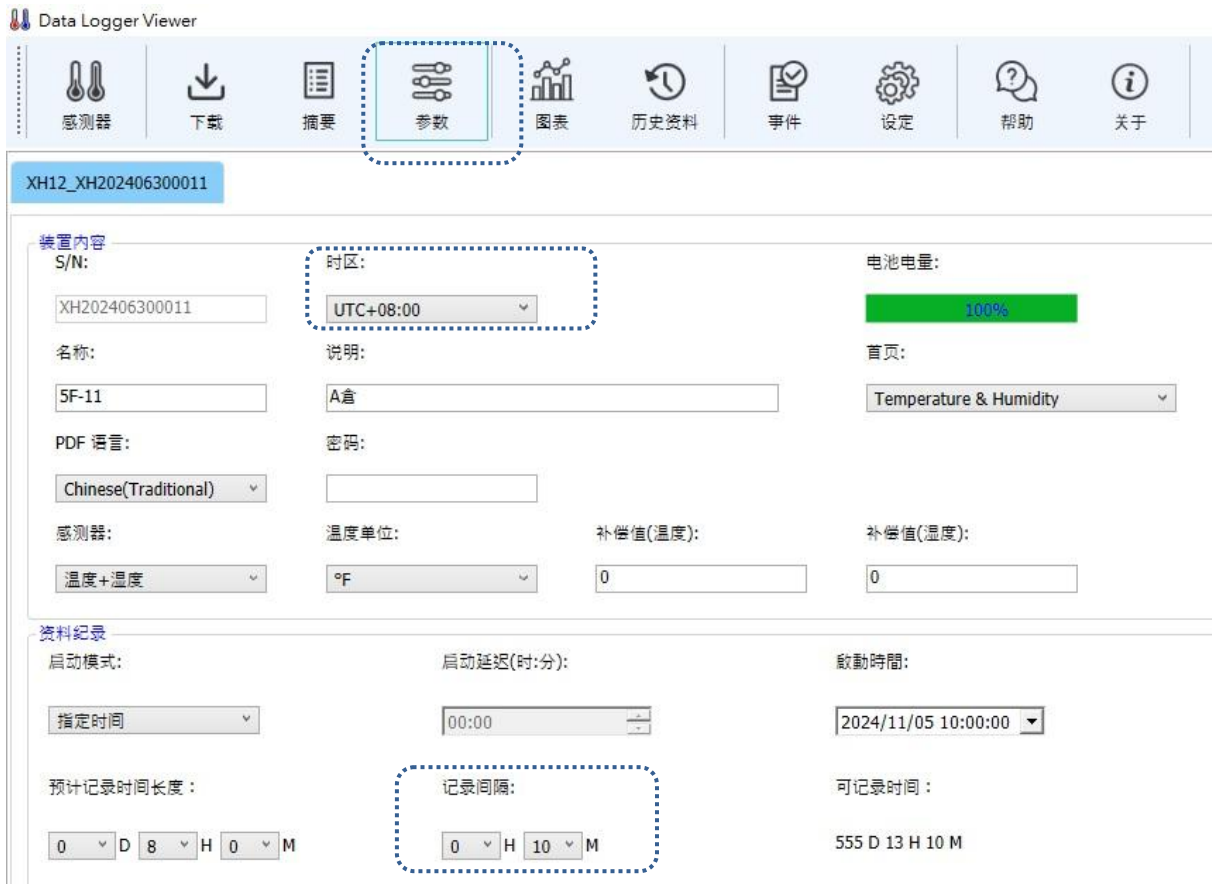 Data Logger Viewer
感测器 下载 摘要 参数 图表 历史资料 事件 设定 帮助 关于
XH12_XH202406300011
装置内容
S/N: 时区: 电池电量:
XH202406300011 UTC+08:00 100%
名称: 说明: 首页:
5F-11 A倉 Temperature & Humidity
PDF 语言: 密码:
Chinese(Traditional)
感测器: 温度单位: 补偿值(温度): 补偿值(湿度):
温度+湿度 °F 0 0
资料纪录
启动模式: 启动延迟(时:分): 啟動時間:
指定时间 00:00 2024/11/05 10:00:00
预计记录时间长度： 记录间隔: 可记录时间：
0 D 8 H 0 M 0 H 10 M 555 D 13 H 10 M